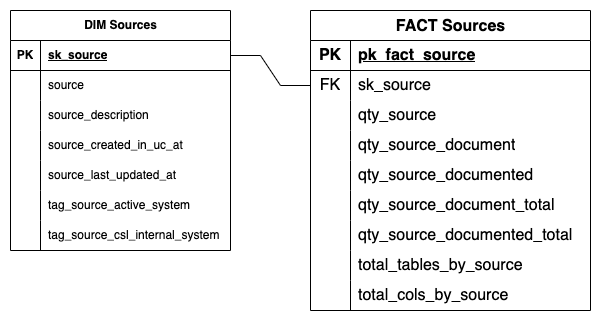 DIM Sources
PK sk_source
source
source_description
source_created_in_uc_at
source_last_updated_at
tag_source_active_system
tag_source_csl_internal_system
FACT Sources
PK pk_fact_source
FK sk_source
qty_source
qty_source_document
qty_source_documented
qty_source_document_total
qty_source_documented_total
total_tables_by_source
total_cols_by_source